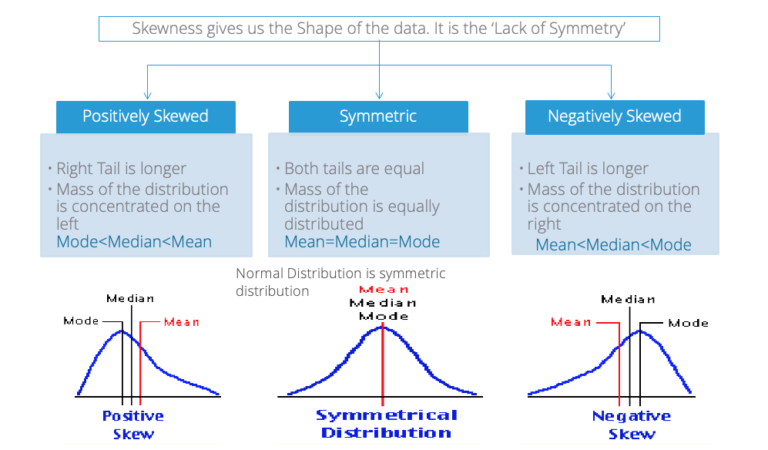 Skewness gives us the Shape of the data. It is the ‘Lack of Symmetry’
Positively Skewed
• Right Tail is longer
• Mass of the distribution
is concentrated on the
left
Mode<Median<Mean
Symmetric
• Both tails are equal
• Mass of the
distribution is equally
distributed
Mean=Median=Mode
Negatively Skewed
• Left Tail is longer
• Mass of the distribution
is concentrated on the
right
Mean<Median<Mode
Normal Distribution is symmetric
distribution
Median
Mode
Mean
Positive
Skew
Mean
Median
Mode
Symmetrical
Distribution
Median
Mean
Mode
Negative
Skew